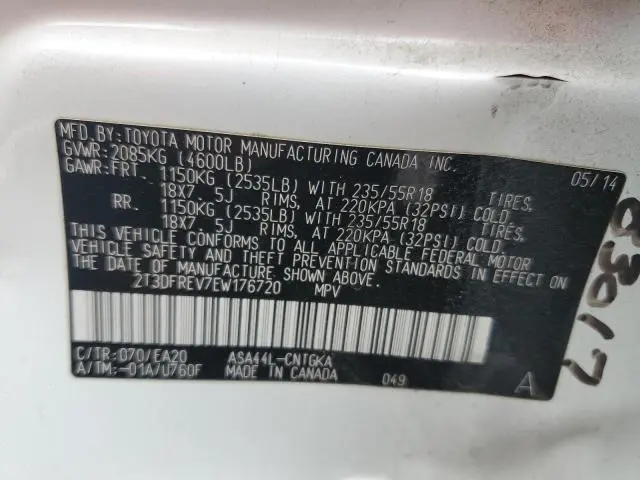 MFD.BY:TOYOTA MOTOR MANUFACTURING CANADA INC.
GVWR:2085KG (4600LB) 05/14
GAWR:FRT. 1150KG (2535LB) WITH 235/55R18 TIRES,
18X7. 5J RIMS, AT 220KPA (32PSI) COLD
RR. 1150KG (2535LB) WITH 235/55R18 TIRES,
18X7. 5J RIMS, AT 220KPA (32PSI) COLD.
THIS VEHICLE CONFORMS TO ALL APPLICABLE FEDERAL MOTOR
VEHICLE SAFETY AND THEFT PREVENTION STANDARDS IN EFFECT ON
THE DATE OF MANUFACTURE SHOWN ABOVE.
2T3DFREV7EW176720 MPV
C/TR:070/EA20 ASA44L-CNTGKA
A/TM:-01A/U760F MADE IN CANADA 049 A
83017